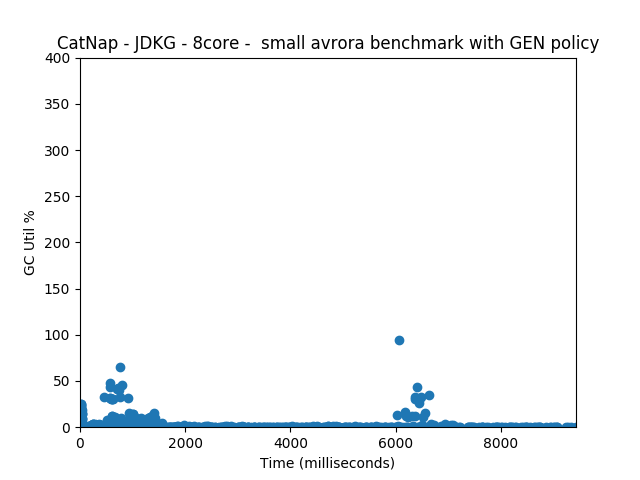 CatNap - JDKG - 8core -  small avrora benchmark with GEN policy
400
350
300
250
200
150
100
50
0
GC Util %
0 2000 4000 6000 8000
Time (milliseconds)